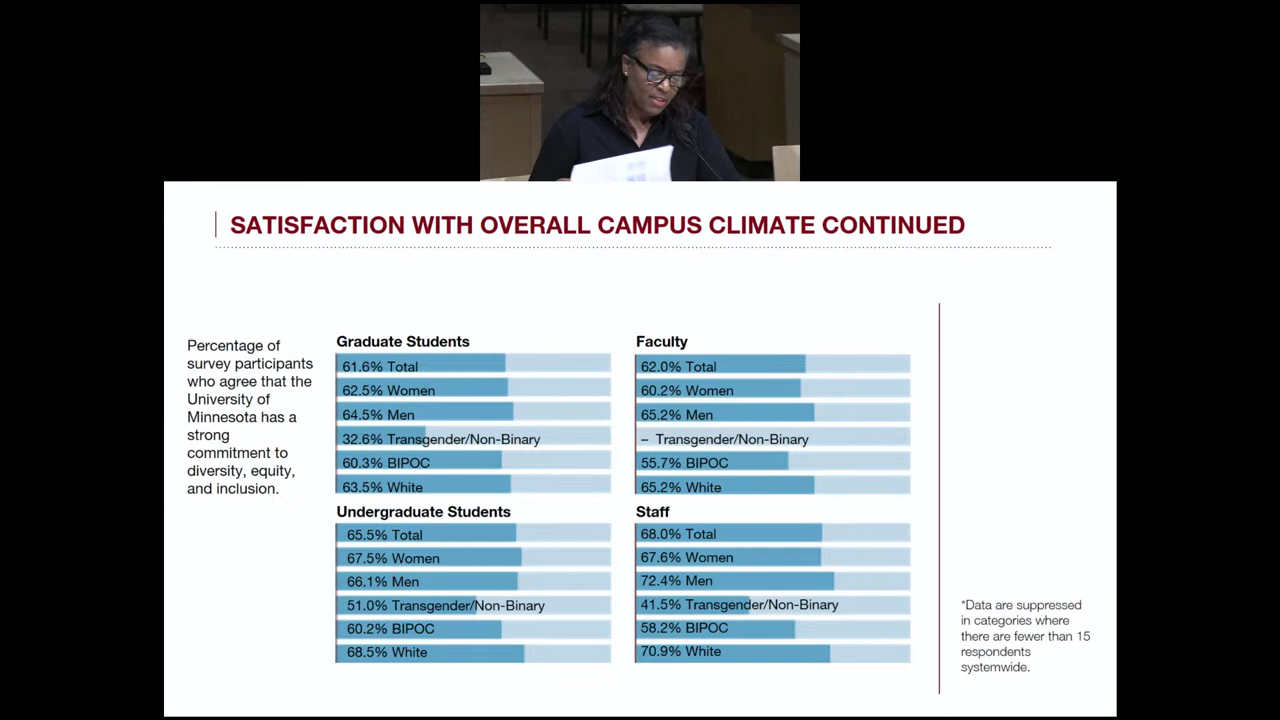 SATISFACTION WITH OVERALL CAMPUS CLIMATE CONTINUED
Percentage of
survey participants
who agree that the
University of
Minnesota has a
strong
commitment to
diversity, equity,
and inclusion.
Graduate Students
61.6% Total
62.5% Women
64.5% Men
32.6% Transgender/Non-Binary
60.3% BIPOC
63.5% White
Faculty
62.0% Total
60.2% Women
65.2% Men
– Transgender/Non-Binary
55.7% BIPOC
65.2% White
Undergraduate Students
65.5% Total
67.5% Women
66.1% Men
51.0% Transgender/Non-Binary
60.2% BIPOC
68.5% White
Staff
68.0% Total
67.6% Women
72.4% Men
41.5% Transgender/Non-Binary
58.2% BIPOC
70.9% White
*Data are suppressed
in categories where
there are fewer than 15
respondents
systemwide.